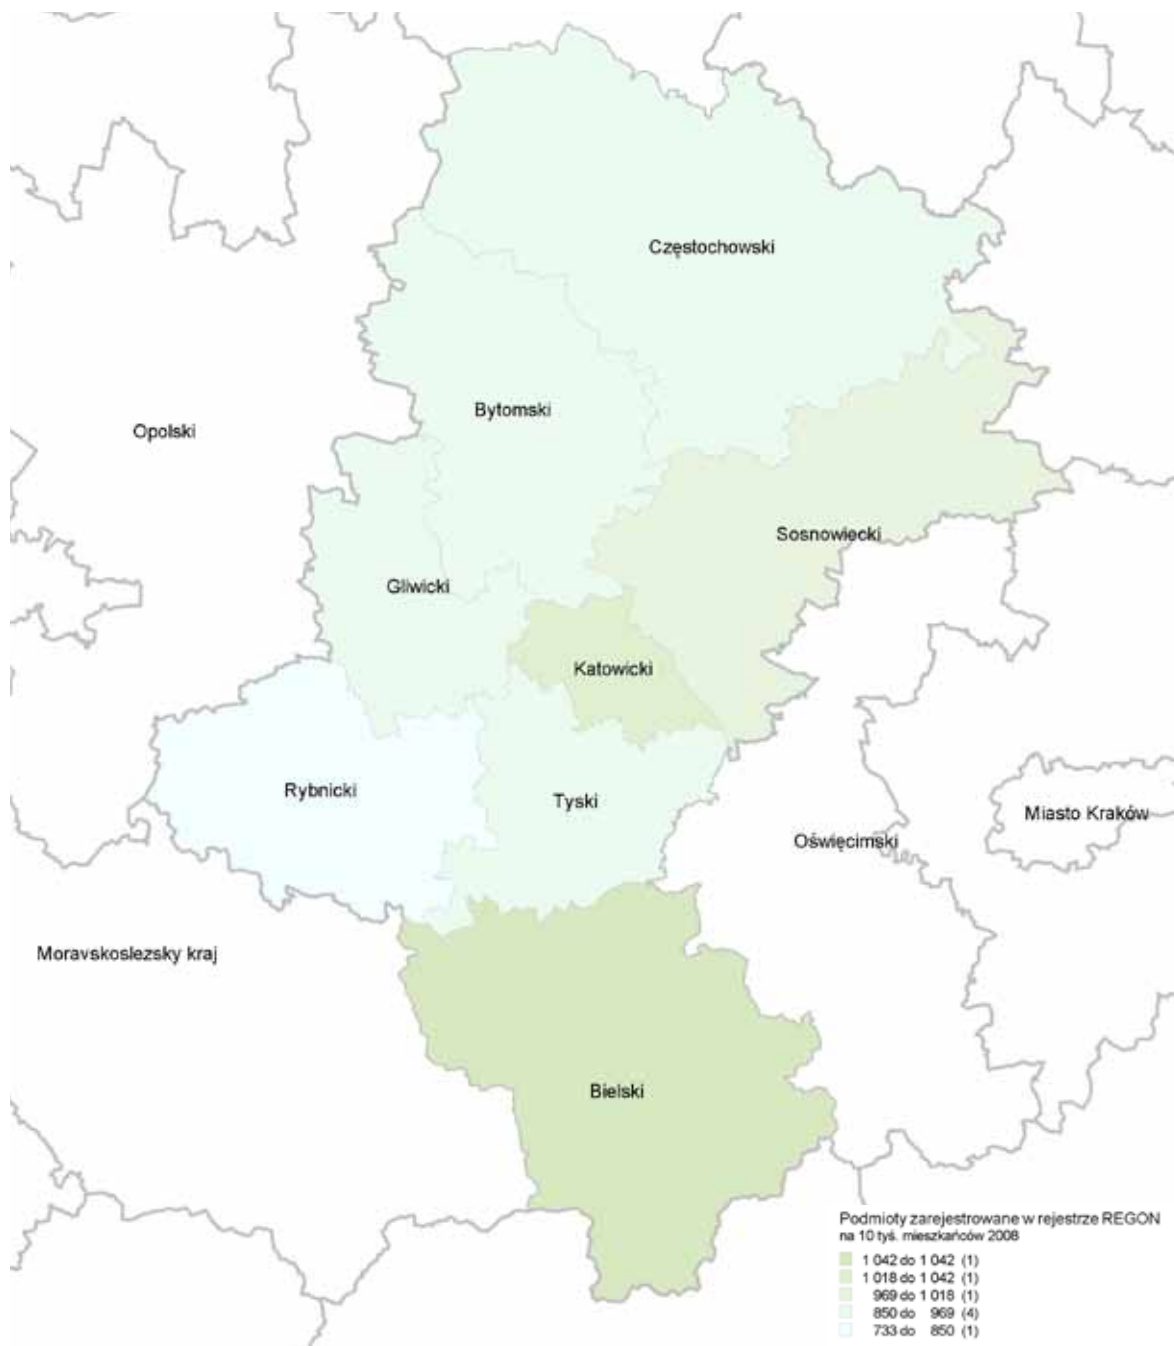 Częstochowski
Bytomski
Opolski
Sosnowiecki
Gliwicki
Katowicki
Rybnicki
Tyski
Miasto Kraków
Oświęcimski
Moravskoslezsky kraj
Bielski
Podmioty zarejestrowane w rejestrze REGON
na 10 tyś. mieszkańców 2008
1 042 do 1 042 (1)
1 018 do 1 042 (1)
969 do 1 018 (1)
850 do 969 (4)
733 do 850 (1)